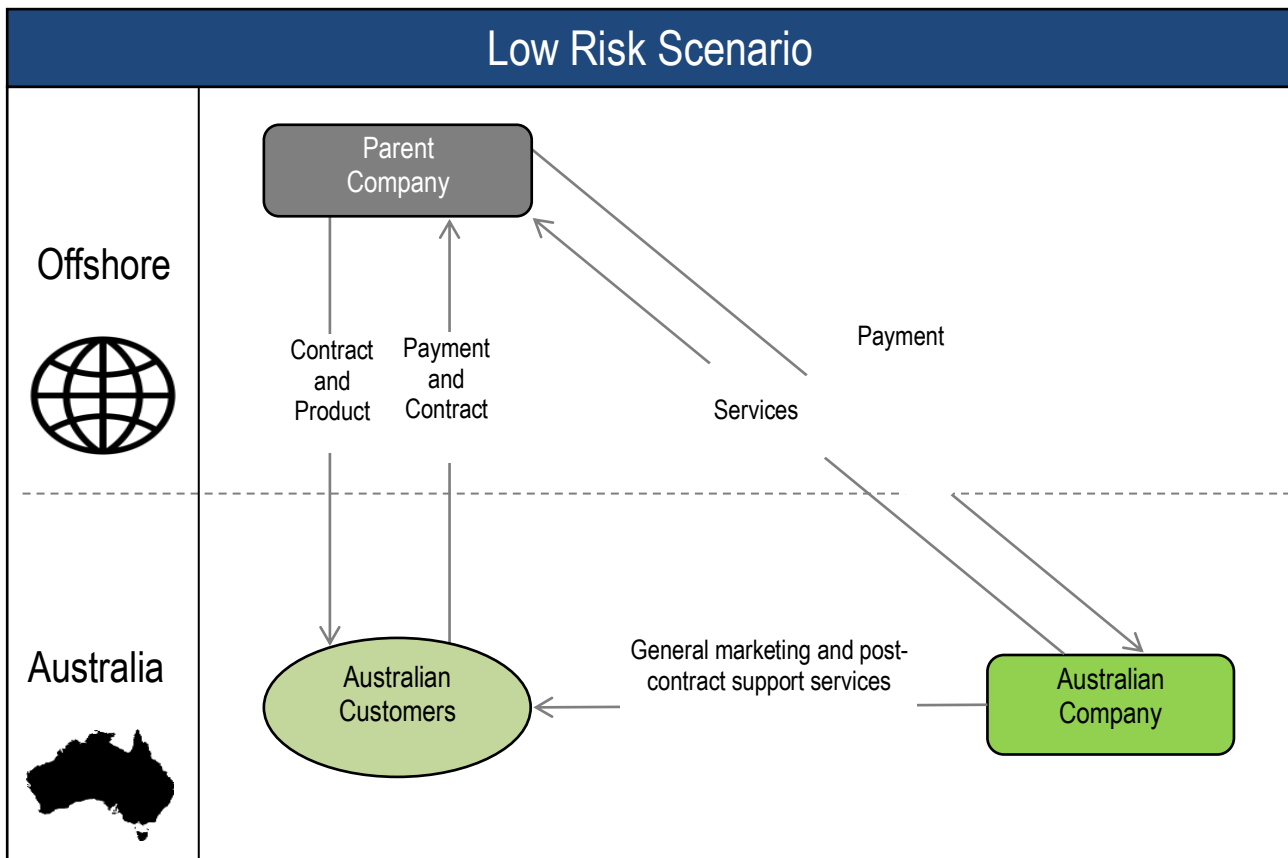 Low Risk Scenario
Parent
Company
Offshore
Contract
and
Product
Payment
and
Contract
Payment
Services
Australia
Australian
Customers
General marketing and post-
contract support services
Australian
Company